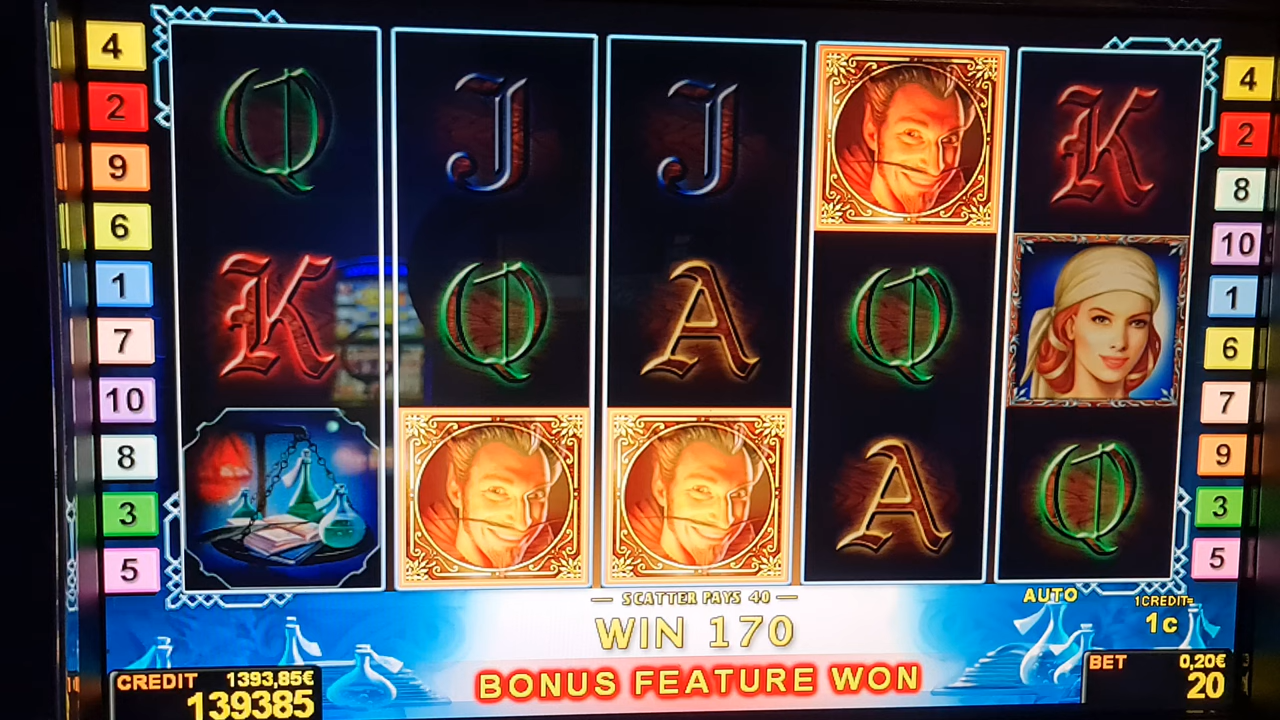 4
2
9
6
1
7
10
8
3
5
Q J J K
K Q A Q
A Q
4
2
8
10
1
6
7
9
3
5
SCATTER PAYS 40
WIN 170
BONUS FEATURE WON
AUTO
1CREDIT=
1c
CREDIT 1393,85€
139385
BET 0,20€
20